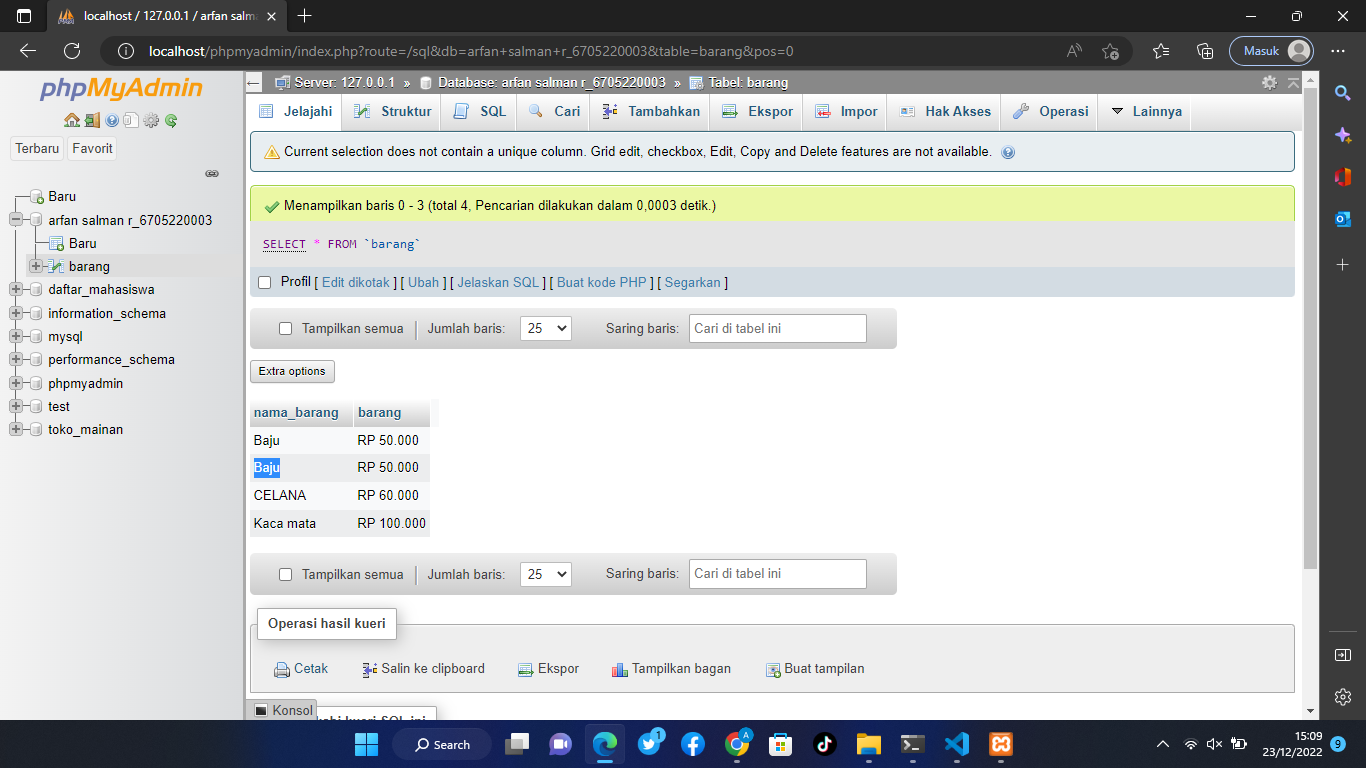 localhost / 127.0.0.1 / arfan salma
localhost/phpmyadmin/index.php?route=/sql&db=arfan+salman+r_6705220003&table=barang&pos=0
Masuk
phpMyAdmin
Terbaru Favorit
Baru
arfan salman r_6705220003
Baru
barang
daftar_mahasiswa
information_schema
mysql
performance_schema
phpmyadmin
test
toko_mainan
Server: 127.0.0.1 » Database: arfan salman r_6705220003 » Tabel: barang
Jelajahi Struktur SQL Cari Tambahkan Ekspor Impor Hak Akses Operasi Lainnya
Current selection does not contain a unique column. Grid edit, checkbox, Edit, Copy and Delete features are not available.
Menampilkan baris 0 - 3 (total 4, Pencarian dilakukan dalam 0,0003 detik.)
SELECT * FROM `barang`
Profil [ Edit dikotak ] [ Ubah ] [ Jelaskan SQL ] [ Buat kode PHP ] [ Segarkan ]
Tampilkan semua | Jumlah baris: 25 Saring baris: Cari di tabel ini
Extra options
nama_barang barang
Baju RP 50.000
Baju RP 50.000
CELANA RP 60.000
Kaca mata RP 100.000
Tampilkan semua | Jumlah baris: 25 Saring baris: Cari di tabel ini
Operasi hasil kueri
Cetak Salin ke clipboard Ekspor Tampilkan bagan Buat tampilan
Konsol
kueri SQL ini
Search
1
A
15:09
23/12/2022
9